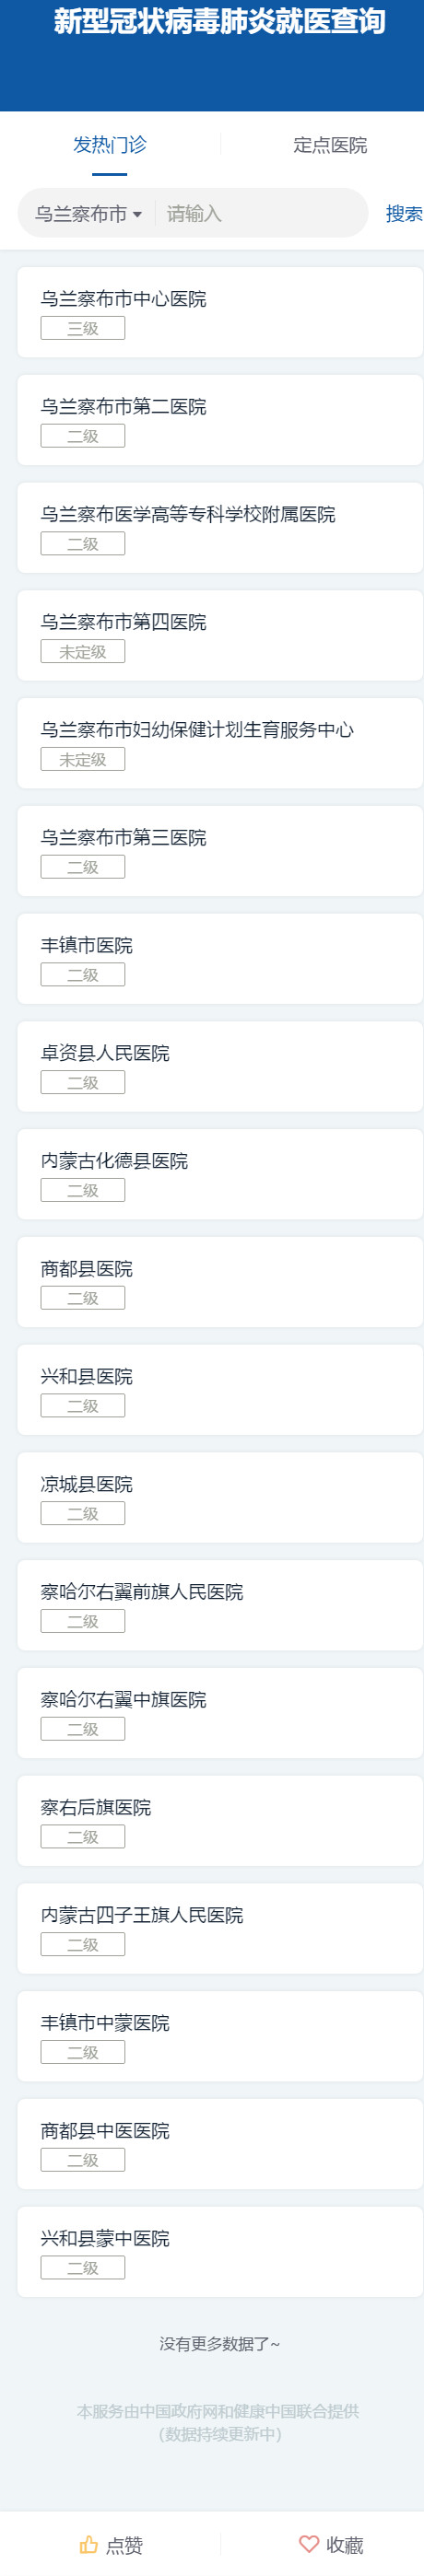 新型冠状病毒肺炎就医查询
发热门诊 定点医院
乌兰察布市 请输入 搜索
乌兰察布市中心医院
三级
乌兰察布市第二医院
二级
乌兰察布医学高等专科学校附属医院
二级
乌兰察布市第四医院
未定级
乌兰察布市妇幼保健计划生育服务中心
未定级
乌兰察布市第三医院
二级
丰镇市医院
二级
卓资县人民医院
二级
内蒙古化德县医院
二级
商都县医院
二级
兴和县医院
二级
凉城县医院
二级
察哈尔右翼前旗人民医院
二级
察哈尔右翼中旗医院
二级
察右后旗医院
二级
内蒙古四子王旗人民医院
二级
丰镇市中蒙医院
二级
商都县中医医院
二级
兴和县蒙中医院
二级
没有更多数据了~
本服务由中国政府网和健康中国联合提供
（数据持续更新中）
点赞 收藏